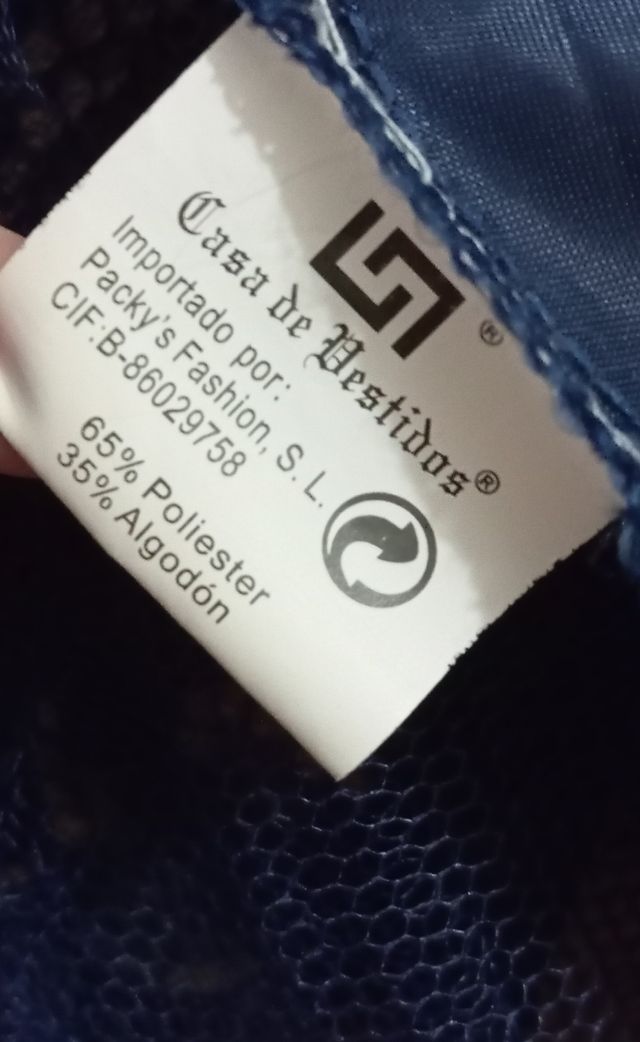 ®
Casa de Vestidos®
Importado por:
Packy's Fashion, S. L.
CIF:B-86029758
65% Poliester
35% Algodón